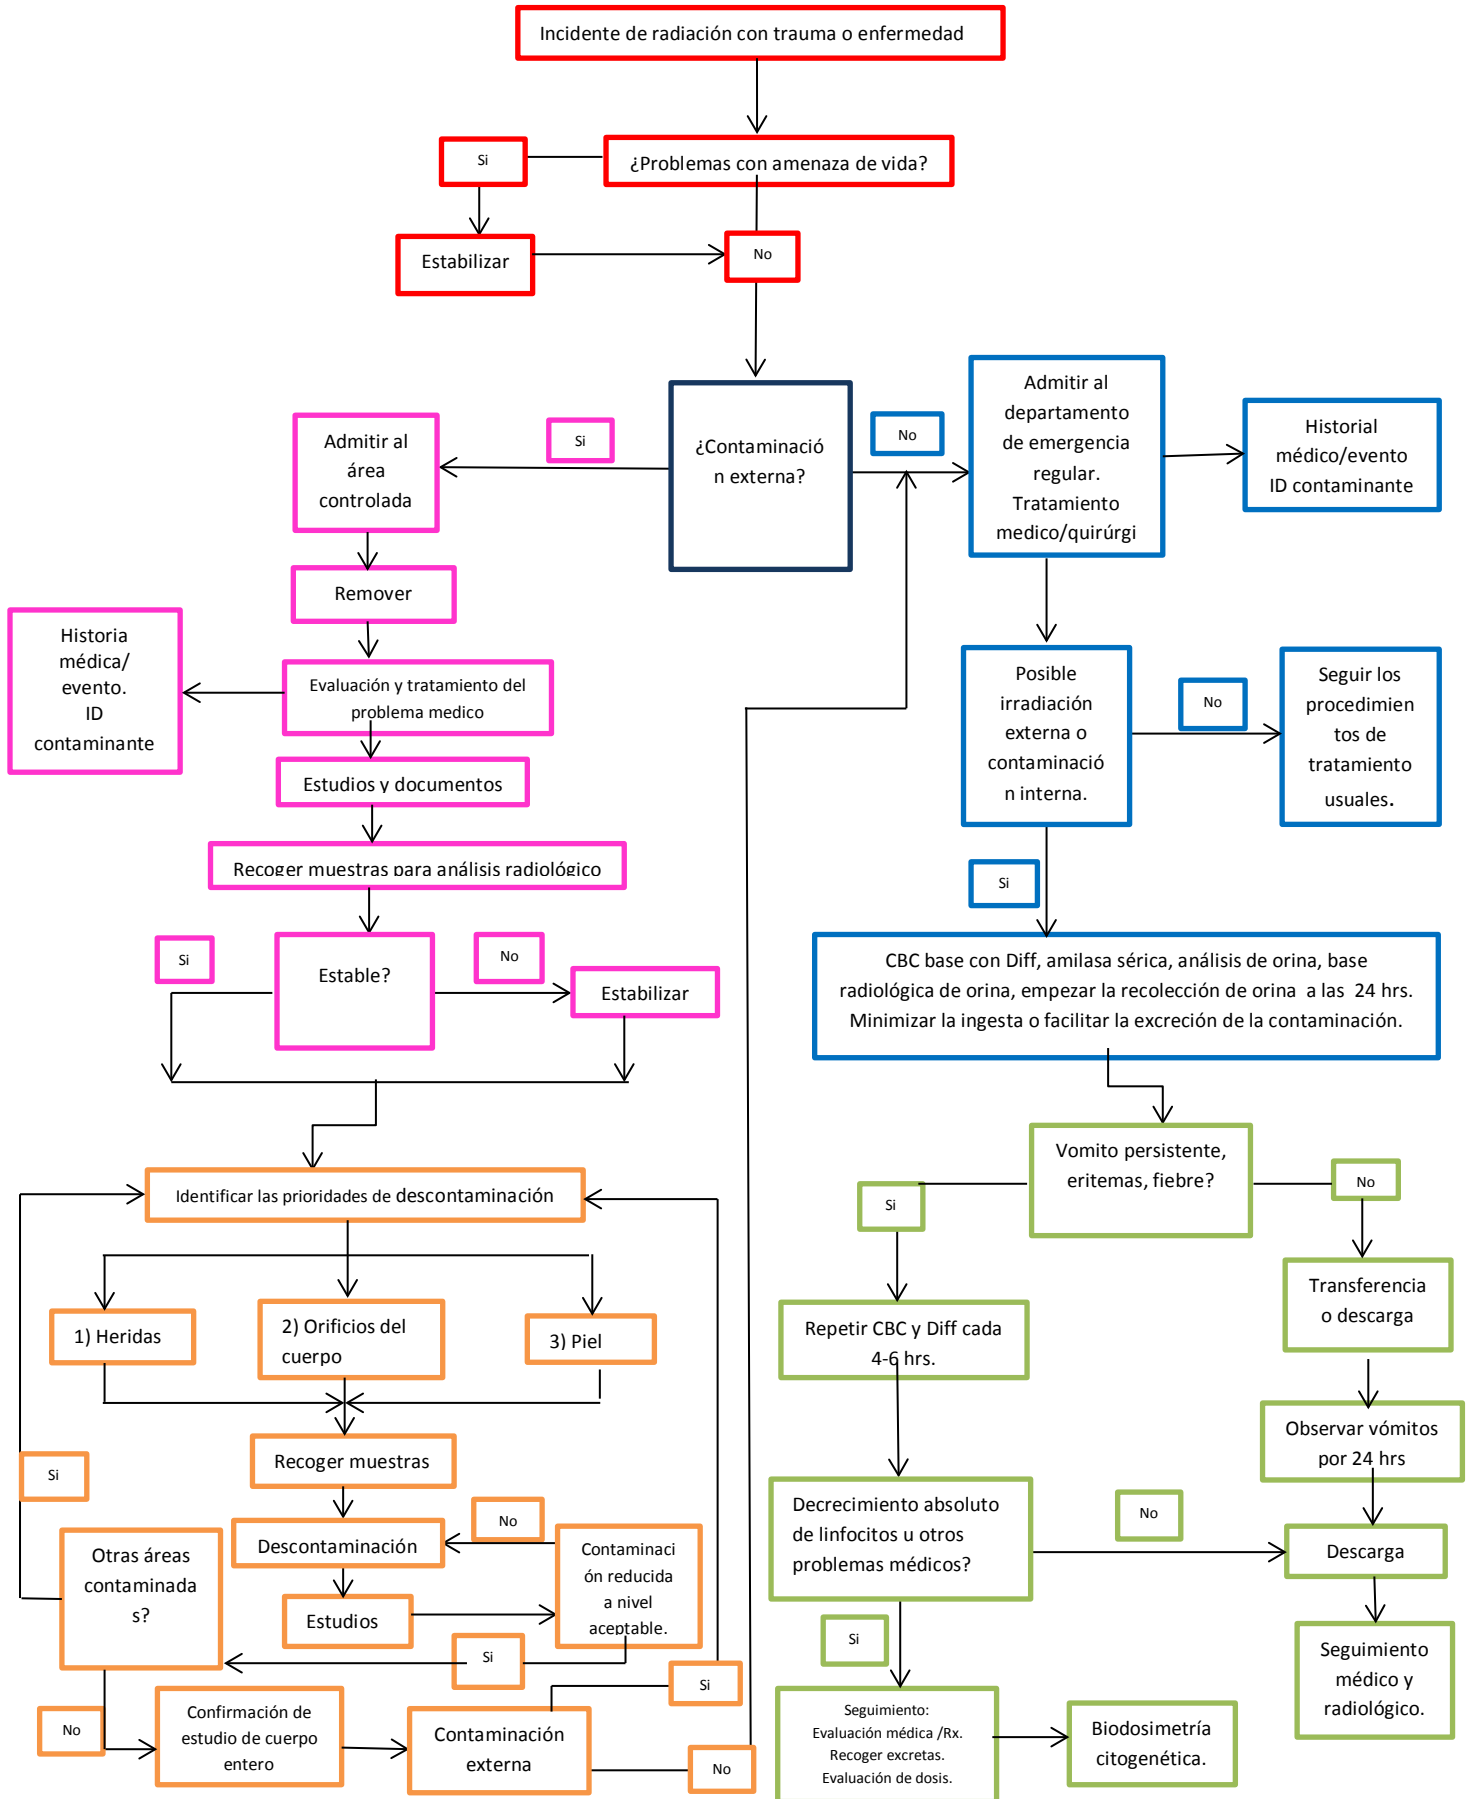 Incidente de radiación con trauma o enfermedad
Si
¿Problemas con amenaza de vida?
Estabilizar
No
¿Contaminació
n externa?
Si
Admitir al
área
controlada
Remover
Historia
médica/
evento.
ID
contaminante
Evaluación y tratamiento del
problema medico
Estudios y documentos
Recoger muestras para análisis radiológico
Si
Estable?
No
Estabilizar
No
Admitir al
departamento
de emergencia
regular.
Tratamiento
medico/quirúrgi
Historial
médico/evento
ID contaminante
Posible
irradiación
externa o
contaminació
n interna.
No
Seguir los
procedimien
tos de
tratamiento
usuales.
Si
CBC base con Diff, amilasa sérica, análisis de orina, base
radiológica de orina, empezar la recolección de orina a las 24 hrs.
Minimizar la ingesta o facilitar la excreción de la contaminación.
Identificar las prioridades de descontaminación
1) Heridas
2) Orificios del
cuerpo
3) Piel
Recoger muestras
Si
Descontaminación
No
Contaminaci
ón reducida
a nivel
aceptable.
Otras áreas
contaminada
s?
Estudios
Si
No
Confirmación de
estudio de cuerpo
entero
Contaminación
externa
Si
No
Vomito persistente,
eritemas, fiebre?
Si
No
Repetir CBC y Diff cada
4-6 hrs.
Transferencia
o descarga
Observar vómitos
por 24 hrs
Decrecimiento absoluto
de linfocitos u otros
problemas médicos?
No
Descarga
Si
Seguimiento
médico y
radiológico.
Seguimiento:
Evaluación médica /Rx.
Recoger excretas.
Evaluación de dosis.
Biodosimetría
citogenética.